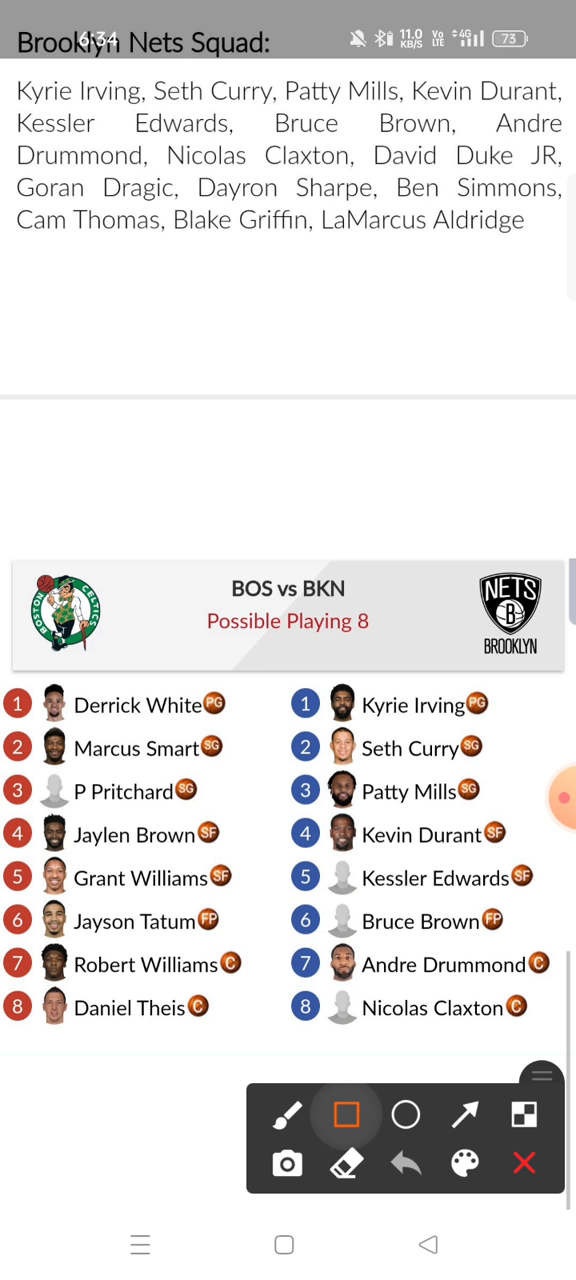 Brooklyn Nets Squad:
6:34
11.0 KB/S
Vo LTE
4G
73
Kyrie Irving, Seth Curry, Patty Mills, Kevin Durant,
Kessler Edwards, Bruce Brown, Andre
Drummond, Nicolas Claxton, David Duke JR,
Goran Dragic, Dayron Sharpe, Ben Simmons,
Cam Thomas, Blake Griffin, LaMarcus Aldridge
BOSTON CELTICS
BOS vs BKN
Possible Playing 8
NETS
B
BROOKLYN
1 Derrick White PG
1 Kyrie Irving PG
2 Marcus Smart SG
2 Seth Curry SG
3 P Pritchard SG
3 Patty Mills SG
4 Jaylen Brown SF
4 Kevin Durant SF
5 Grant Williams SF
5 Kessler Edwards SF
6 Jayson Tatum FP
6 Bruce Brown FP
7 Robert Williams C
7 Andre Drummond C
8 Daniel Theis C
8 Nicolas Claxton C